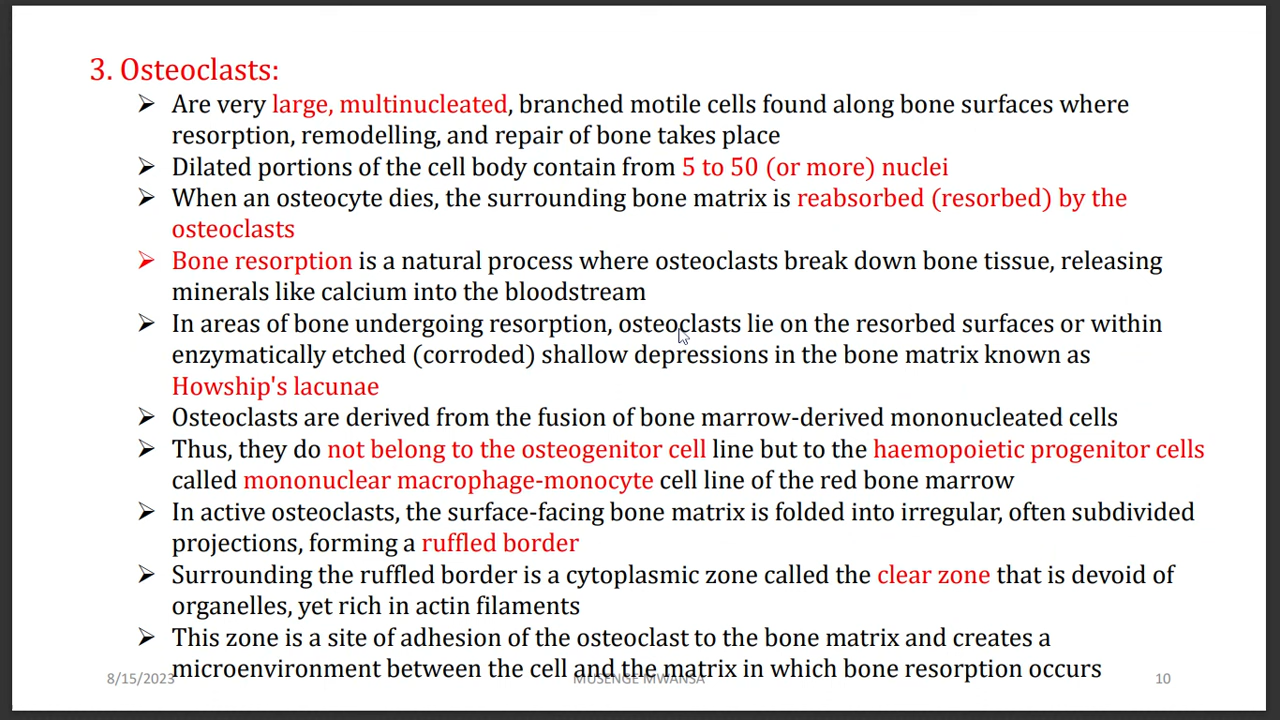 3. Osteoclasts:
➢ Are very large, multinucleated, branched motile cells found along bone surfaces where
resorption, remodelling, and repair of bone takes place
➢ Dilated portions of the cell body contain from 5 to 50 (or more) nuclei
➢ When an osteocyte dies, the surrounding bone matrix is reabsorbed (resorbed) by the
osteoclasts
➢ Bone resorption is a natural process where osteoclasts break down bone tissue, releasing
minerals like calcium into the bloodstream
➢ In areas of bone undergoing resorption, osteoclasts lie on the resorbed surfaces or within
enzymatically etched (corroded) shallow depressions in the bone matrix known as
Howship's lacunae
➢ Osteoclasts are derived from the fusion of bone marrow-derived mononucleated cells
➢ Thus, they do not belong to the osteogenitor cell line but to the haemopoietic progenitor cells
called mononuclear macrophage-monocyte cell line of the red bone marrow
➢ In active osteoclasts, the surface-facing bone matrix is folded into irregular, often subdivided
projections, forming a ruffled border
➢ Surrounding the ruffled border is a cytoplasmic zone called the clear zone that is devoid of
organelles, yet rich in actin filaments
➢ This zone is a site of adhesion of the osteoclast to the bone matrix and creates a
microenvironment between the cell and the matrix in which bone resorption occurs
8/15/2023 MUSENGE MWANSA 10